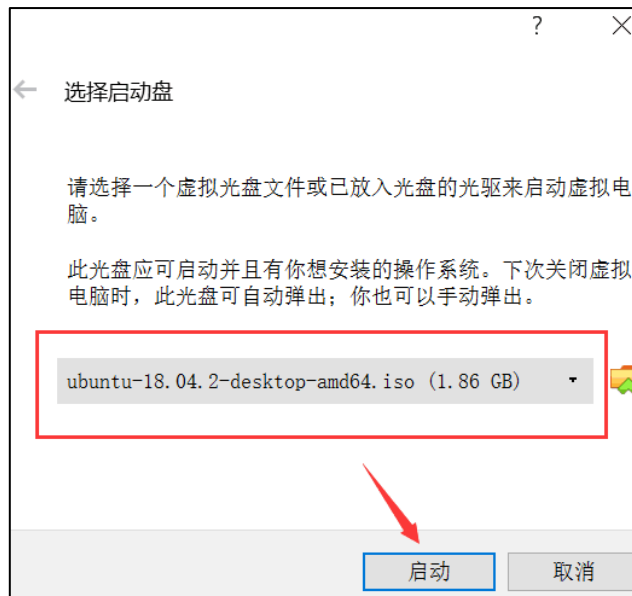 ?
选择启动盘
请选择一个虚拟光盘文件或已放入光盘的光驱来启动虚拟电
脑。
此光盘应可启动并且有你想安装的操作系统。下次关闭虚拟
电脑时，此光盘可自动弹出；你也可以手动弹出。
ubuntu-18.04.2-desktop-amd64.iso (1.86 GB)
启动
取消